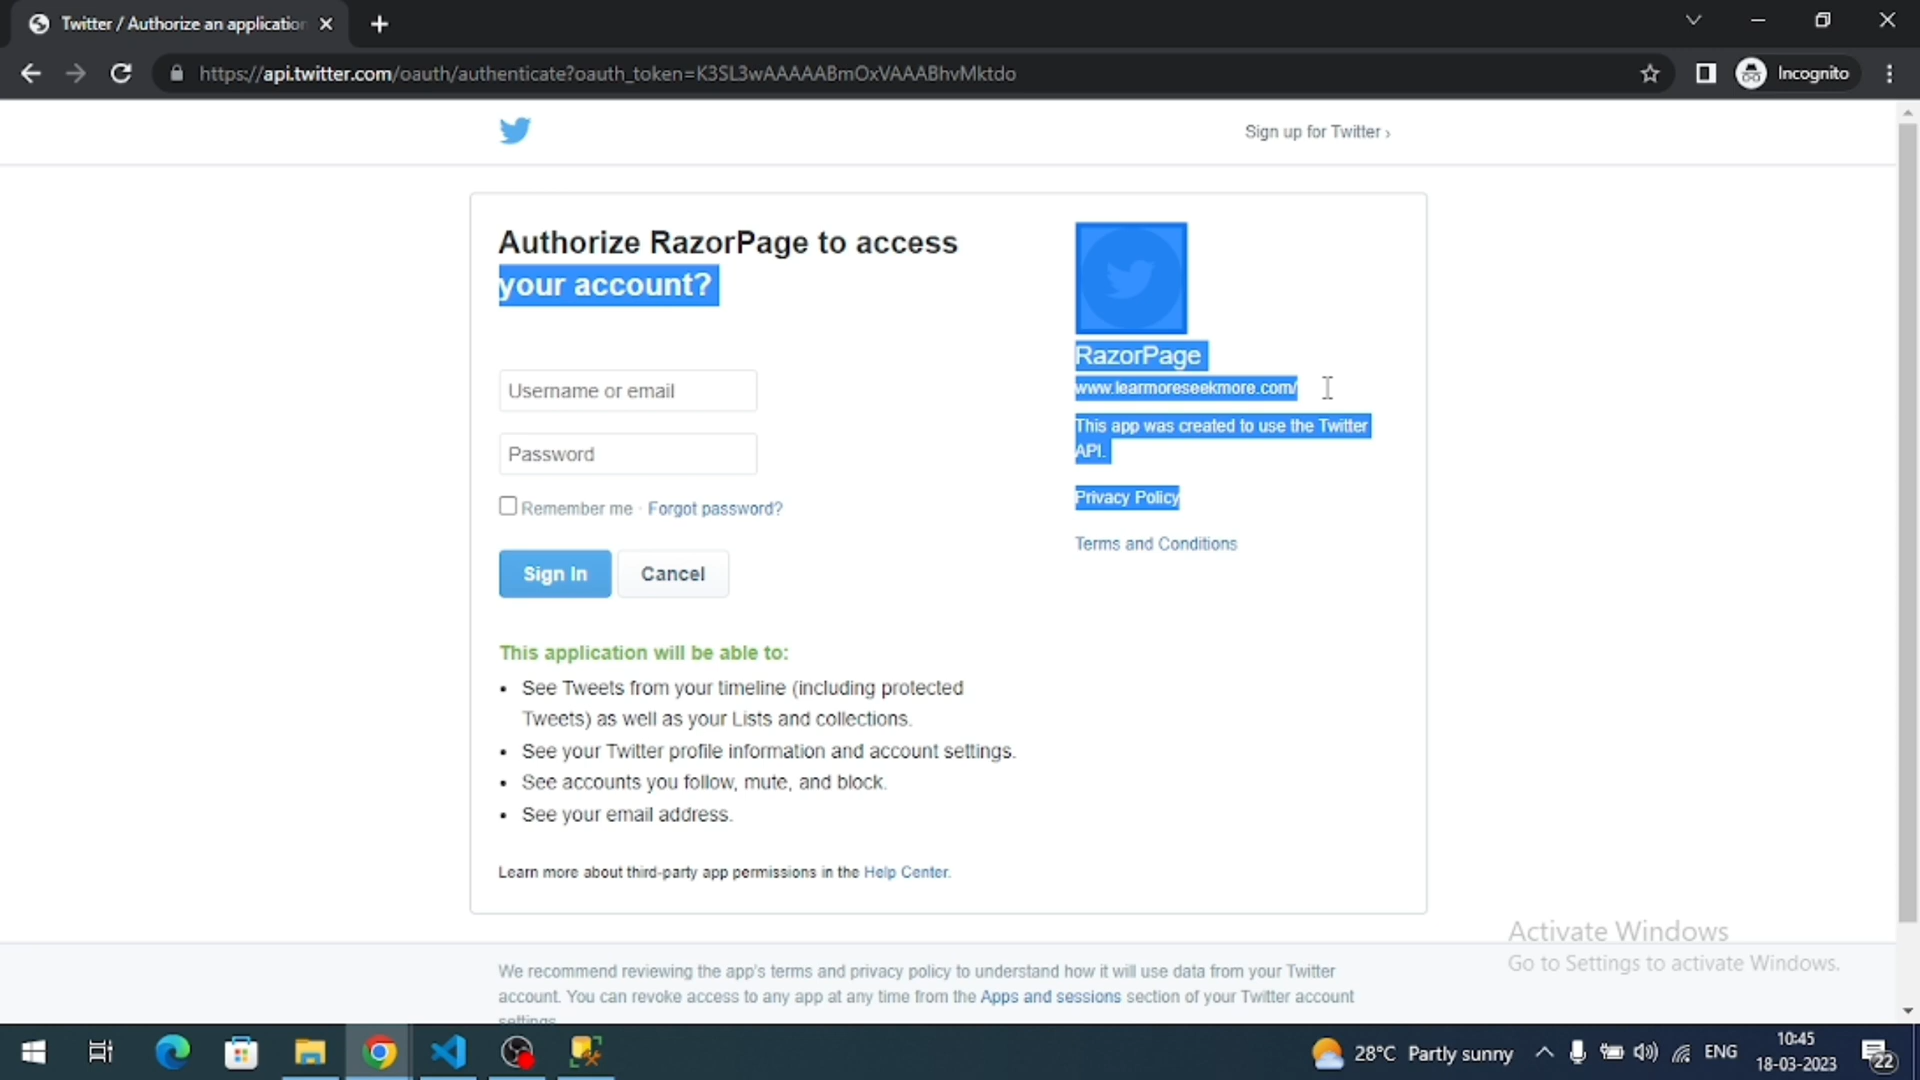 Twitter / Authorize an application
https://api.twitter.com/oauth/authenticate?oauth_token=K3SL3wAAAAABmOxVAAABhvMktdo
Incognito
Sign up for Twitter ›
Authorize RazorPage to access
your account?
Username or email
Password
Remember me · Forgot password?
Sign In
Cancel
RazorPage
www.learmoreseekmore.com/
This app was created to use the Twitter
API.
Privacy Policy
Terms and Conditions
This application will be able to:
• See Tweets from your timeline (including protected
Tweets) as well as your Lists and collections.
• See your Twitter profile information and account settings.
• See accounts you follow, mute, and block.
• See your email address.
Learn more about third-party app permissions in the Help Center.
Activate Windows
Go to Settings to activate Windows.
We recommend reviewing the app's terms and privacy policy to understand how it will use data from your Twitter
account. You can revoke access to any app at any time from the Apps and sessions section of your Twitter account
settings.
28°C Partly sunny
ENG
10:45
18-03-2023
22